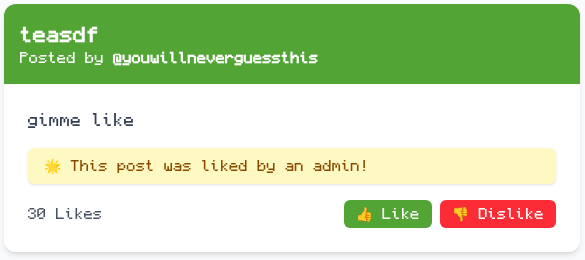 teasdf
Posted by @youwillneverguessthis
gimme like
🌟 This post was liked by an admin!
30 Likes
👍 Like
👎 Dislike